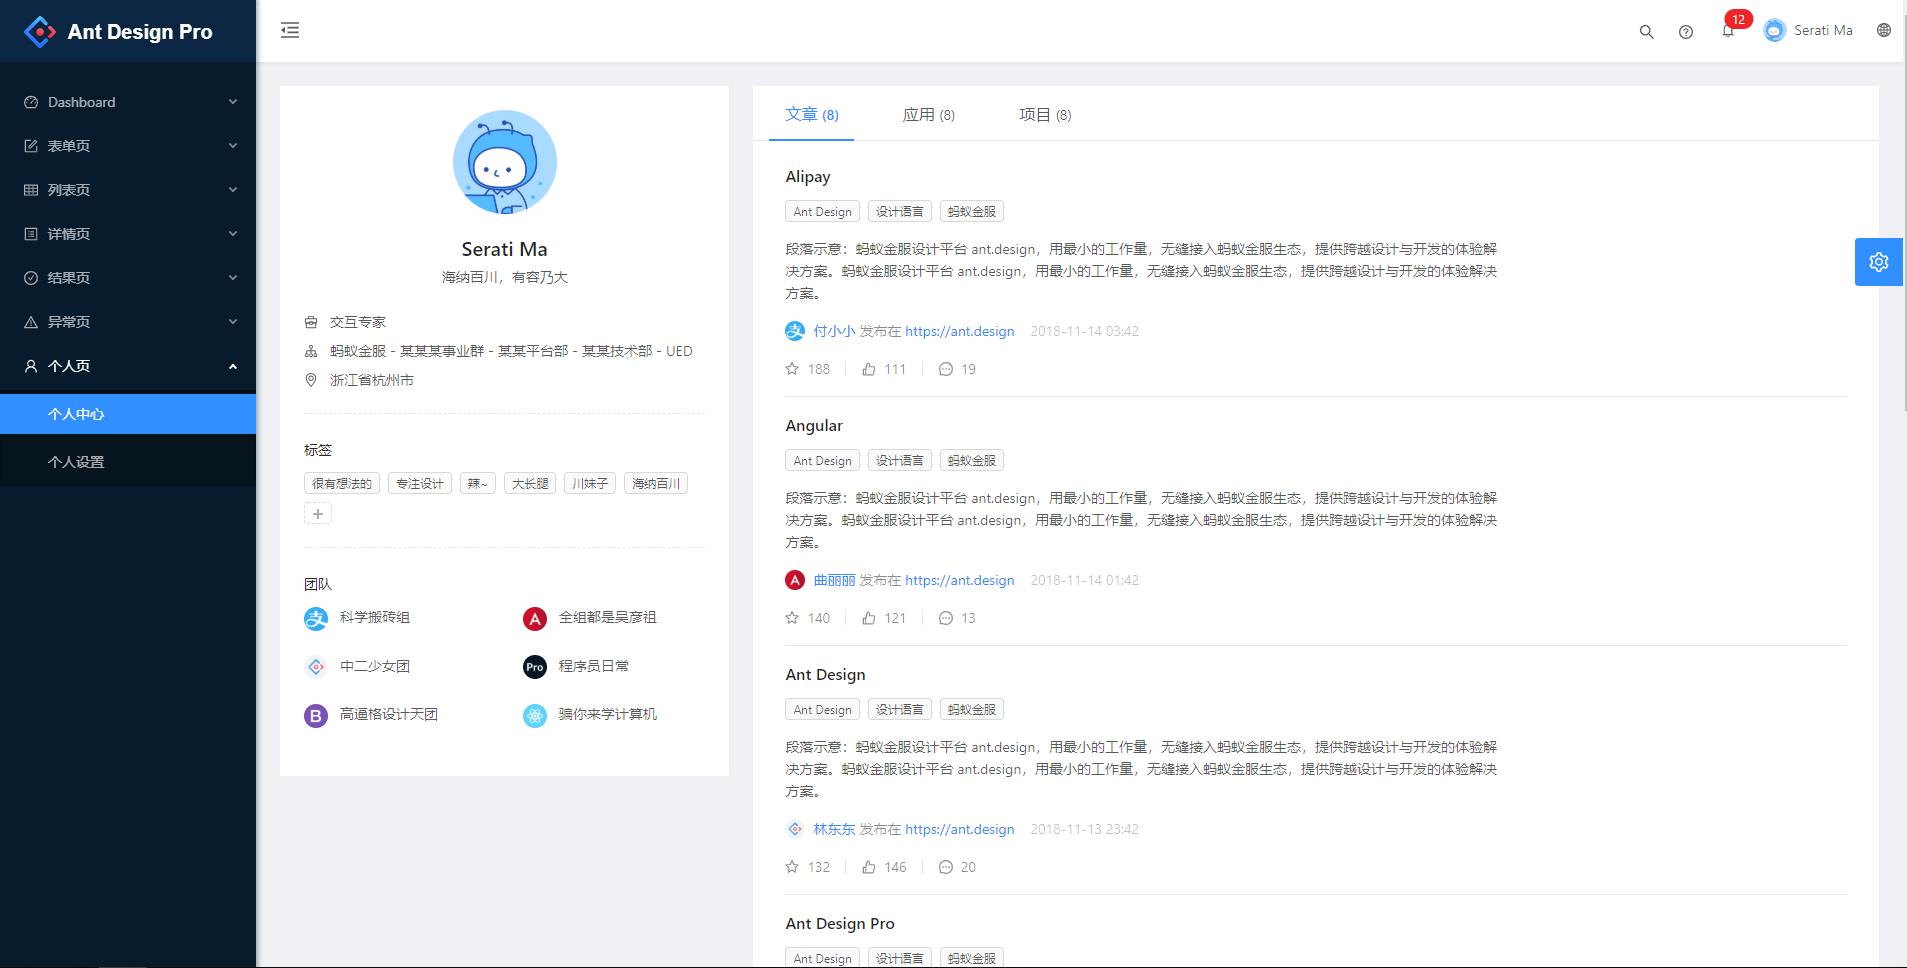 Ant Design Pro
12
Serati Ma
Dashboard
表单页
列表页
详情页
结果页
异常页
个人页
个人中心
个人设置
Serati Ma
海纳百川，有容乃大
交互专家
蚂蚁金服 - 某某某事业群 - 某某平台部 - 某某技术部 - UED
浙江省杭州市
标签
很有想法的 专注设计 辣~ 大长腿 川妹子 海纳百川
+
团队
支 科学搬砖组
A 全组都是吴彦祖
中二少女团
Pro 程序员日常
B 高逼格设计天团
骗你来学计算机
文章 (8) 应用 (8) 项目 (8)
Alipay
Ant Design 设计语言 蚂蚁金服
段落示意：蚂蚁金服设计平台 ant.design，用最小的工作量，无缝接入蚂蚁金服生态，提供跨越设计与开发的体验解
决方案。蚂蚁金服设计平台 ant.design，用最小的工作量，无缝接入蚂蚁金服生态，提供跨越设计与开发的体验解决
方案。
支 付小小 发布在 https://ant.design 2018-11-14 03:42
188 111 19
Angular
Ant Design 设计语言 蚂蚁金服
段落示意：蚂蚁金服设计平台 ant.design，用最小的工作量，无缝接入蚂蚁金服生态，提供跨越设计与开发的体验解
决方案。蚂蚁金服设计平台 ant.design，用最小的工作量，无缝接入蚂蚁金服生态，提供跨越设计与开发的体验解决
方案。
A 曲丽丽 发布在 https://ant.design 2018-11-14 01:42
140 121 13
Ant Design
Ant Design 设计语言 蚂蚁金服
段落示意：蚂蚁金服设计平台 ant.design，用最小的工作量，无缝接入蚂蚁金服生态，提供跨越设计与开发的体验解
决方案。蚂蚁金服设计平台 ant.design，用最小的工作量，无缝接入蚂蚁金服生态，提供跨越设计与开发的体验解决
方案。
林东东 发布在 https://ant.design 2018-11-13 23:42
132 146 20
Ant Design Pro
Ant Design 设计语言 蚂蚁金服